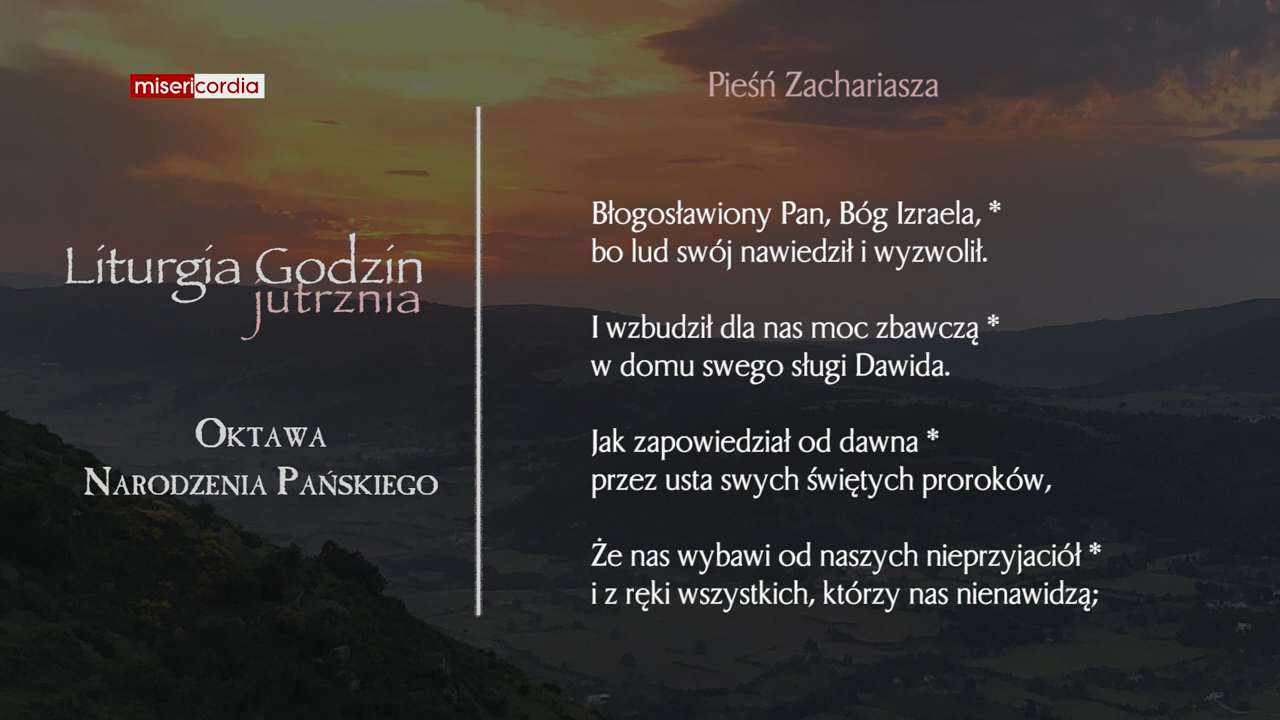 misericordia
Liturgia Godzin
jutrznia
Oktawa
Narodzenia Pańskiego
Pieśń Zachariasza
Błogosławiony Pan, Bóg Izraela, *
bo lud swój nawiedził i wyzwolił.
I wzbudził dla nas moc zbawczą *
w domu swego sługi Dawida.
Jak zapowiedział od dawna *
przez usta swych świętych proroków,
Że nas wybawi od naszych nieprzyjaciół *
i z ręki wszystkich, którzy nas nienawidzą;